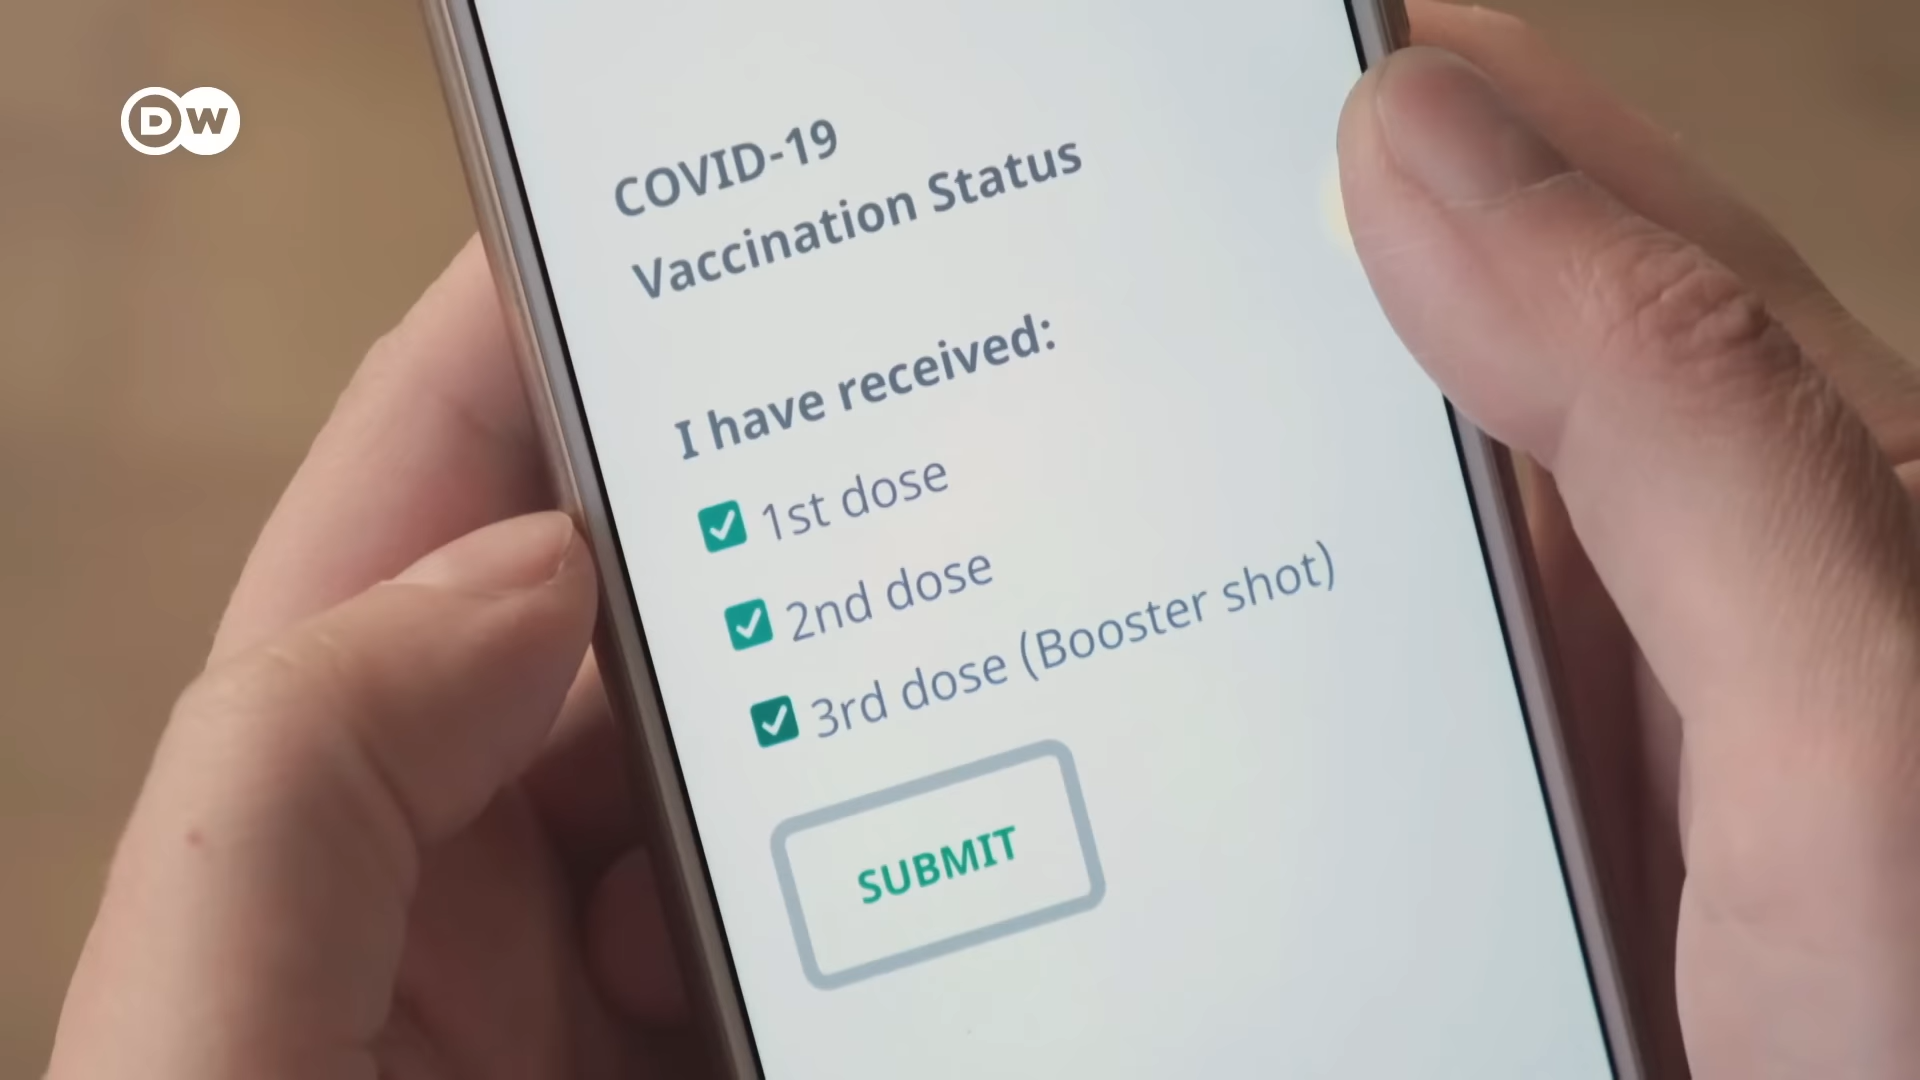 DW
COVID-19
Vaccination Status
I have received:
1st dose
2nd dose
3rd dose (Booster shot)
SUBMIT